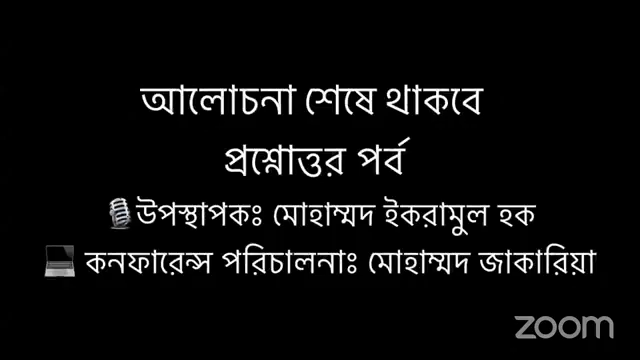 আলোচনা শেষে থাকবে
প্রশ্নোত্তর পর্ব
🎙️উপস্থাপকঃ মোহাম্মদ ইকরামুল হক
💻 কনফারেন্স পরিচালনাঃ মোহাম্মদ জাকারিয়া
zoom